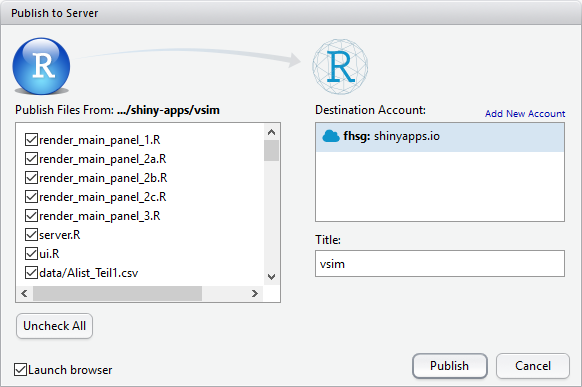 Publish to Server
R
R
Publish Files From: .../shiny-apps/vsim
render_main_panel_1.R
render_main_panel_2a.R
render_main_panel_2b.R
render_main_panel_2c.R
render_main_panel_3.R
server.R
ui.R
data/Alist_Teil1.csv
Uncheck All
Launch browser
Destination Account:
Add New Account
fhsg: shinyapps.io
Title:
vsim
Publish
Cancel